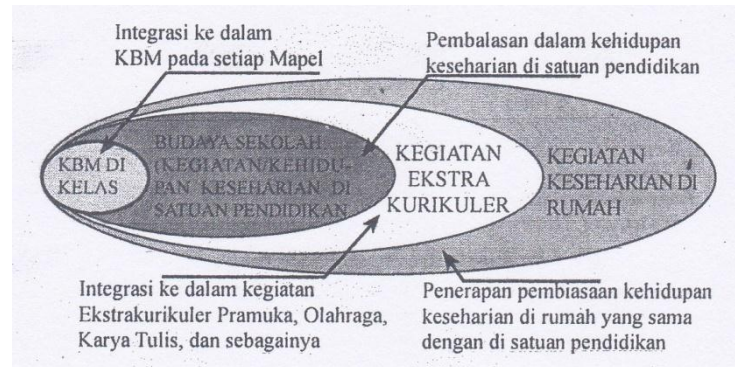 Integrasi ke dalam
KBM pada setiap Mapel
Pembalasan dalam kehidupan
keseharian di satuan pendidikan
KBM DI
KELAS
BUDAYA SEKOLAH
(KEGIATAN/KEHIDU-
PAN KESEHARIAN DI
SATUAN PENDIDIKAN
KEGIATAN
EKSTRA
KURIKULER
KEGIATAN
KESEHARIAN DI
RUMAH
Integrasi ke dalam kegiatan
Ekstrakurikuler Pramuka, Olahraga,
Karya Tulis, dan sebagainya
Penerapan pembiasaan kehidupan
keseharian di rumah yang sama
dengan di satuan pendidikan